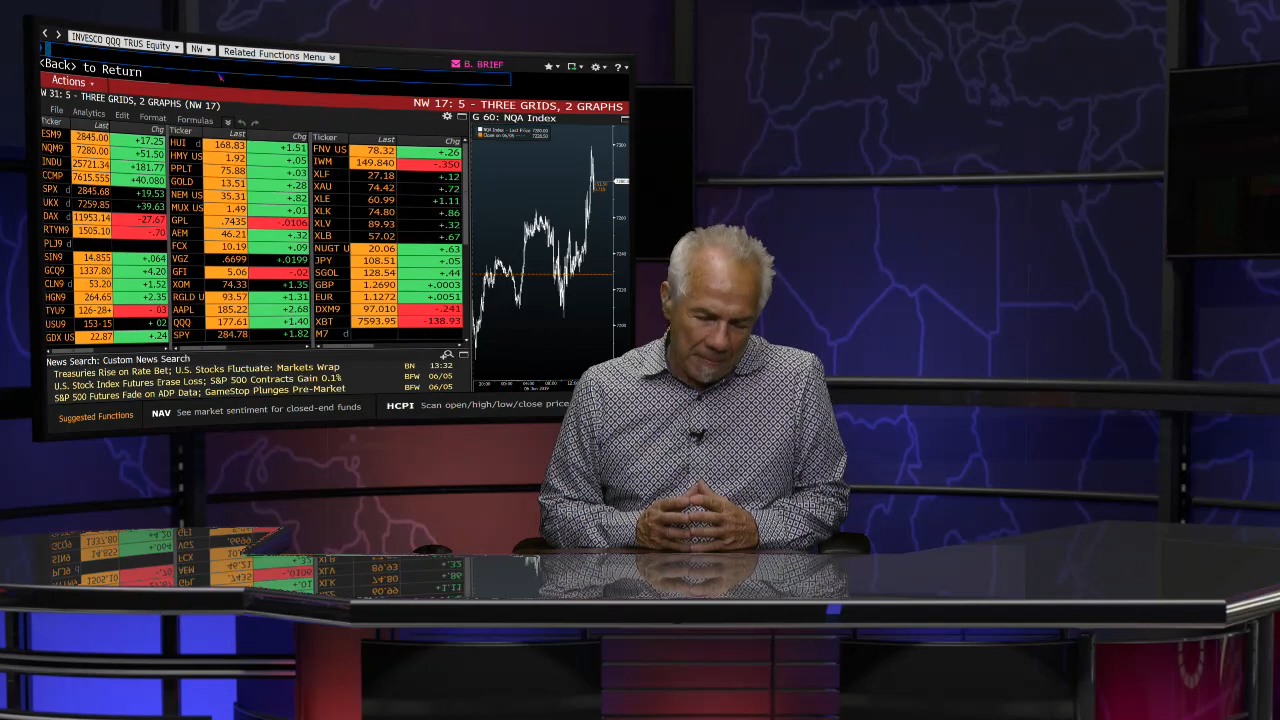 INVESCO QQQ TRUS Equity
NW
Related Functions Menu
B. BRIEF
<Back> to Return
Actions
W 31: 5 - THREE GRIDS, 2 GRAPHS (NW 17)
NW 17: 5 - THREE GRIDS, 2 GRAPHS
File Analytics Edit Format Formulas
Ticker Last Chg
ESM9 2845.00 +17.25
NQM9 7280.00 +51.50
INDU 25721.34 +181.77
CCMP 7615.555 +40.080
SPX d 2845.68 +19.53
UKX d 7259.85 +39.63
DAX d 11953.14 -27.67
RTYM9 1505.10 -.70
PLJ9 d
SIN9 14.855 +.064
GCQ9 1337.80 +4.20
CLN9 d 53.20 +1.52
HGN9 264.65 +2.35
TYU9 126-28+ - 03
USU9 153-15 + 02
GDX US 22.87 +.24
Ticker Last Chg
HUI d 168.83 +1.51
HMY US 1.92 +.05
PPLT 75.88 +.03
GOLD 13.51 +.28
NEM US 35.31 +.82
MUX US 1.49 +.01
GPL .7435 -.0106
AEM 46.21 +.32
FCX 10.19 +.09
VGZ .6699 +.0199
GFI 5.06 -.02
XOM 74.33 +1.35
RGLD U 93.57 +1.31
AAPL 185.22 +2.68
QQQ 177.61 +1.40
SPY 284.78 +1.82
Ticker Last Chg
FNV US 78.32 +.26
IWM 149.840 -.350
XLF 27.18 +.12
XAU 74.42 +.72
XLE 60.99 +1.11
XLK 74.80 +.86
XLV 89.93 +.32
XLB 57.02 +.67
NUGT U 20.06 +.63
JPY 108.51 +.05
SGOL 128.54 +.44
GBP 1.2690 +.0003
EUR 1.1272 +.0051
DXM9 97.010 -.241
XBT 7593.95 -138.93
M7 d
G 60: NQA Index
News Search: Custom News Search
Treasuries Rise on Rate Bet; U.S. Stocks Fluctuate: Markets Wrap BN 13:32
U.S. Stock Index Futures Erase Loss; S&P 500 Contracts Gain 0.1% BFW 06/05
S&P 500 Futures Fade on ADP Data; GameStop Plunges Pre-Market BFW 06/05
Suggested Functions NAV See market sentiment for closed-end funds HCPI Scan open/high/low/close price